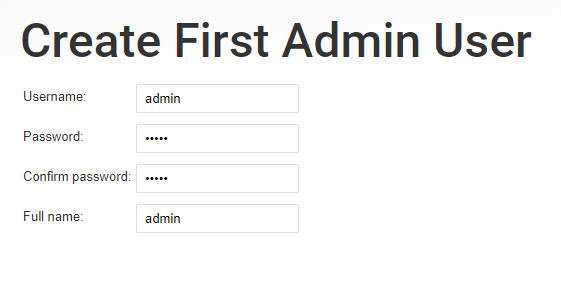 Create First Admin User
Username: admin
Password: •••••
Confirm password: •••••
Full name: admin